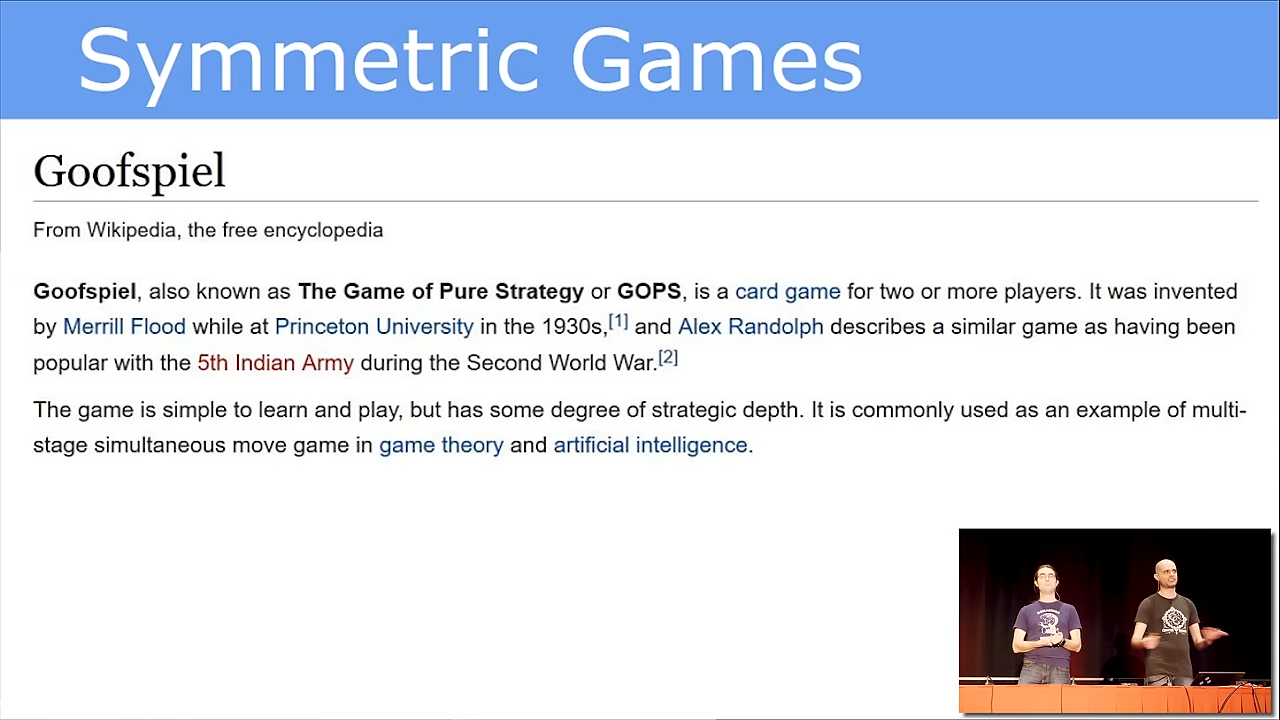 Symmetric Games
Goofspiel
From Wikipedia, the free encyclopedia
Goofspiel, also known as The Game of Pure Strategy or GOPS, is a card game for two or more players. It was invented
by Merrill Flood while at Princeton University in the 1930s,[1] and Alex Randolph describes a similar game as having been
popular with the 5th Indian Army during the Second World War.[2]
The game is simple to learn and play, but has some degree of strategic depth. It is commonly used as an example of multi-
stage simultaneous move game in game theory and artificial intelligence.